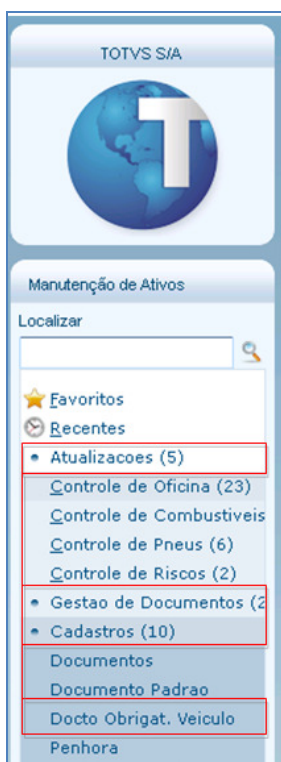 TOTVS S/A
T
Manutenção de Ativos
Localizar
Favoritos
Recentes
Atualizacoes (5)
Controle de Oficina (23)
Controle de Combustiveis
Controle de Pneus (6)
Controle de Riscos (2)
Gestao de Documentos (2
Cadastros (10)
Documentos
Documento Padrao
Docto Obrigat. Veiculo
Penhora